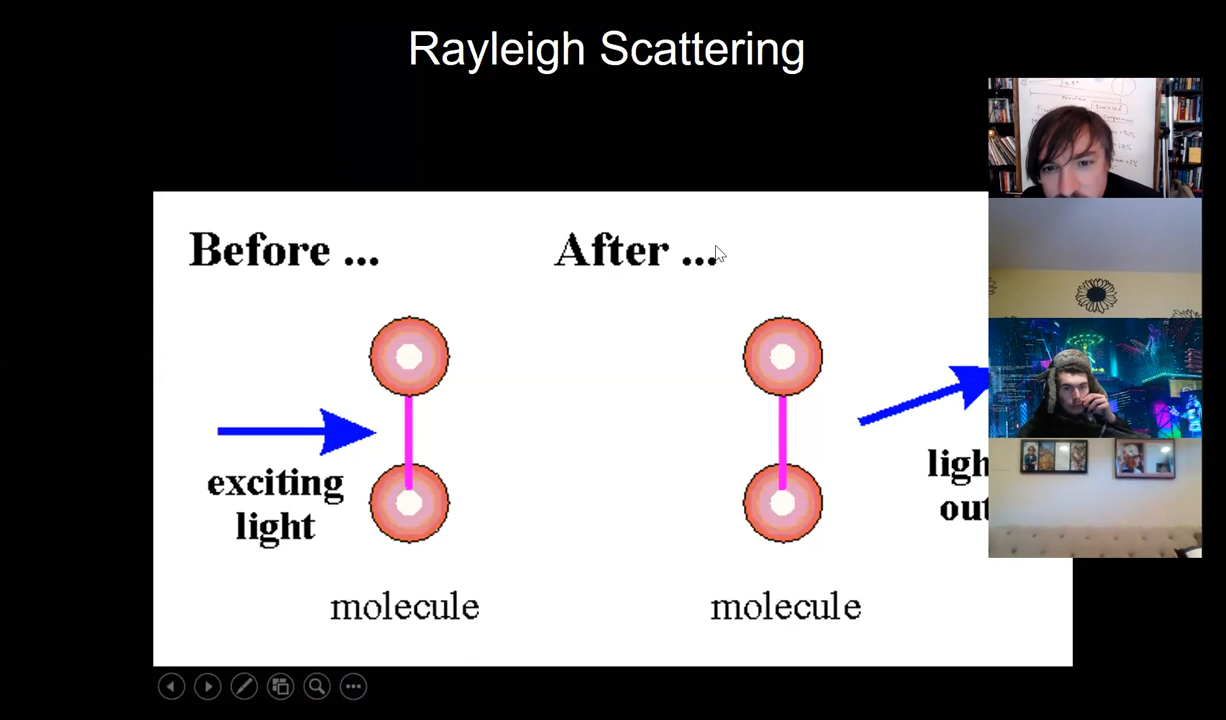 Rayleigh Scattering
Before ...
After ...
exciting
light
molecule
molecule
ligh
out